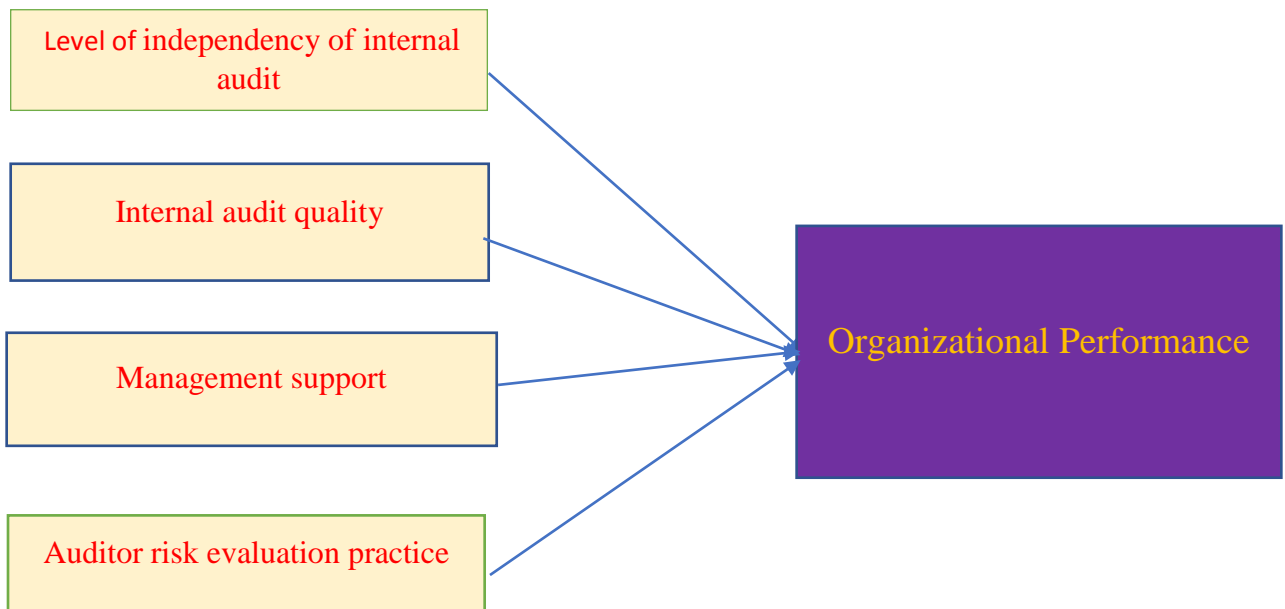 Level of independency of internal
audit
Internal audit quality
Organizational Performance
Management support
Auditor risk evaluation practice